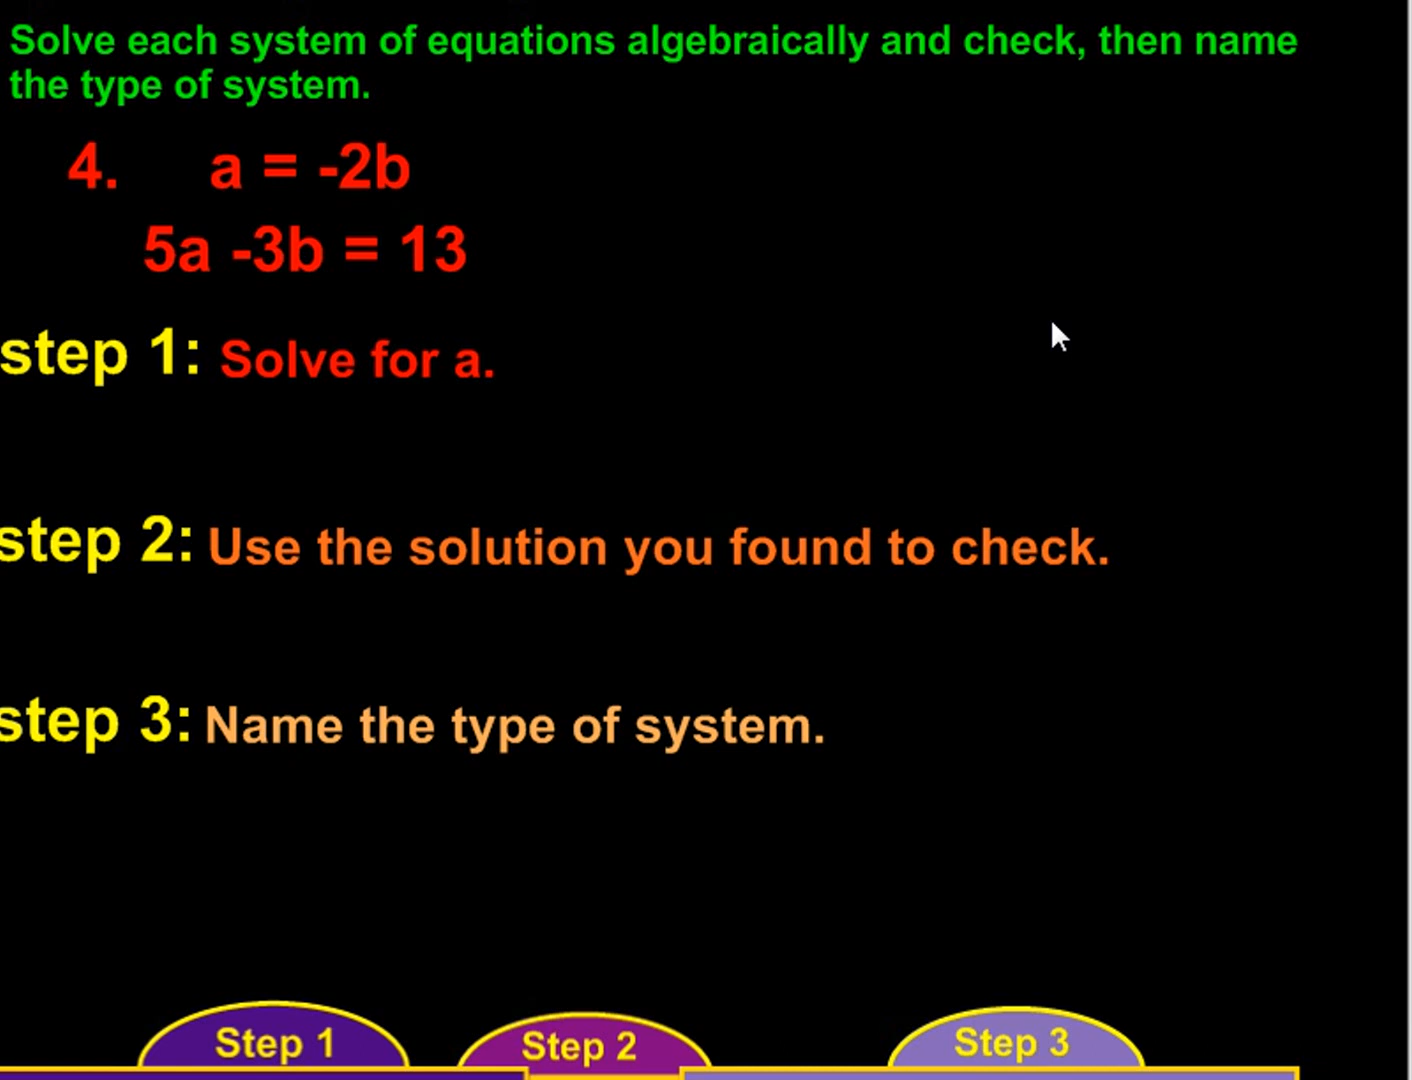 Solve each system of equations algebraically and check, then name
the type of system.
4. a = -2b
5a -3b = 13
step 1: Solve for a.
step 2: Use the solution you found to check.
step 3: Name the type of system.
Step 1 Step 2 Step 3